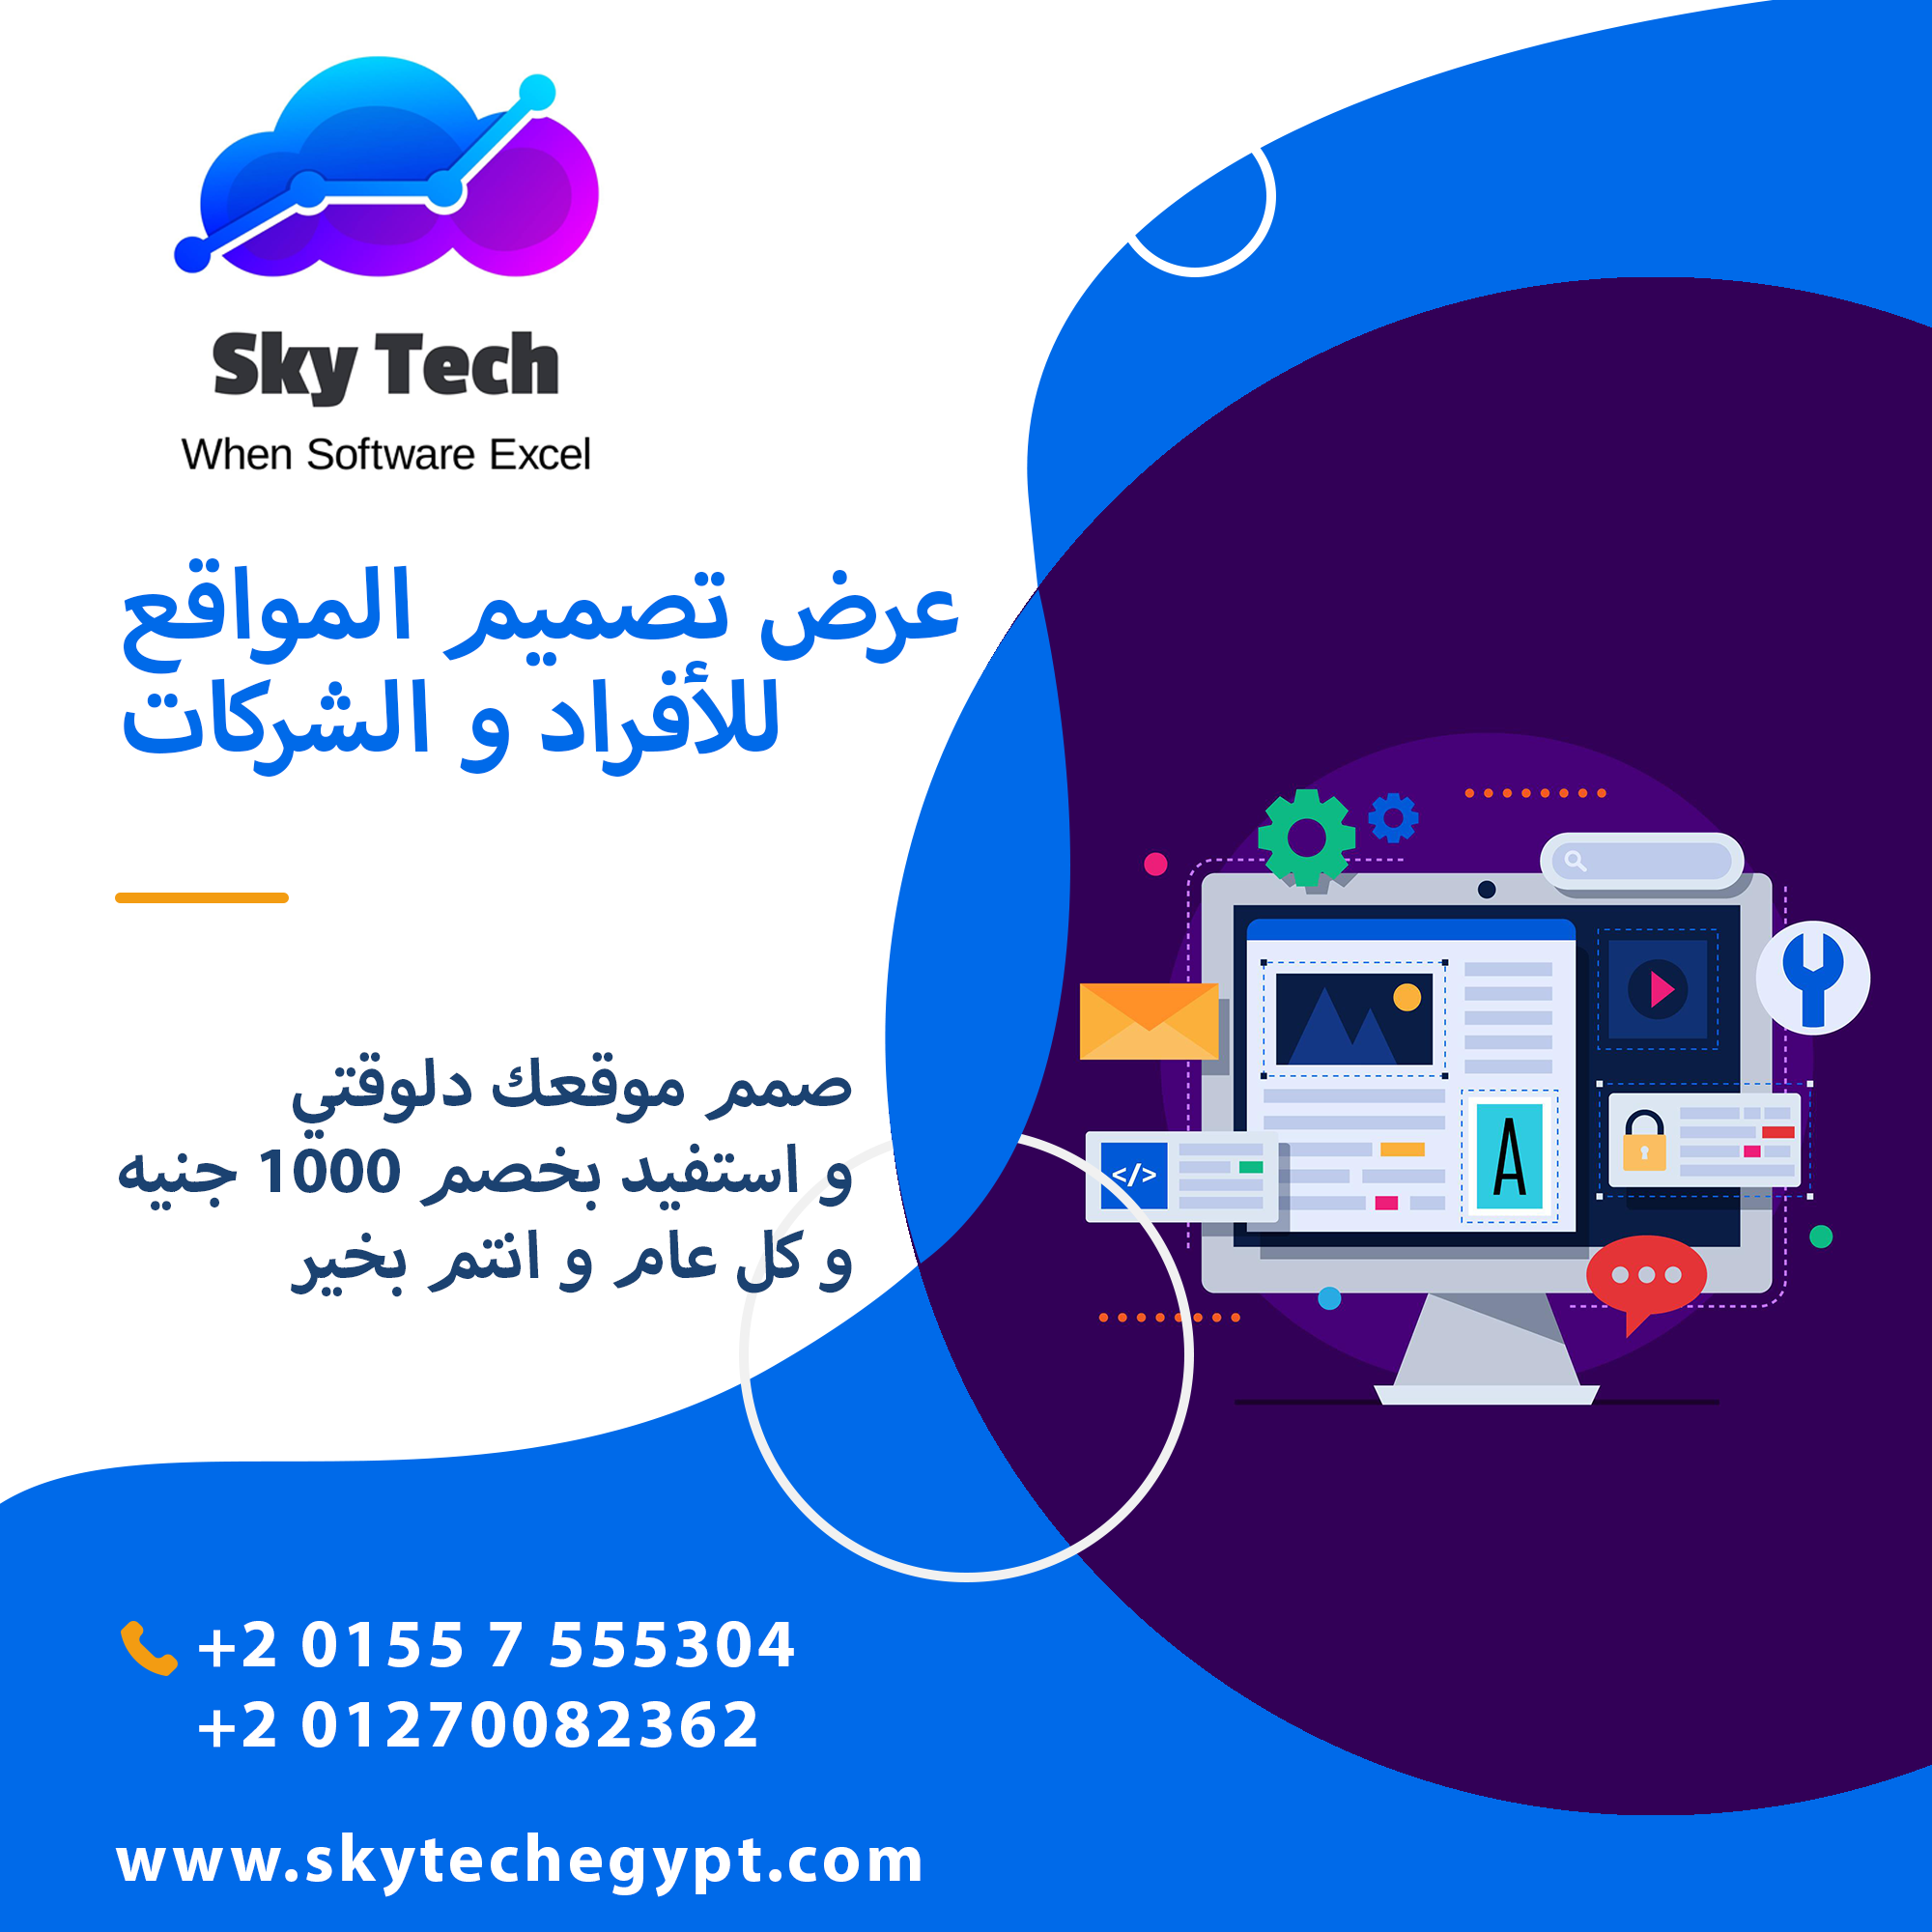 Sky Tech
When Software Excel
عرض تصميم المواقع
للأفراد و الشركات
صمم موقعك دلوقتي
و استفيد بخصم 1000 جنيه
و كل عام و انتم بخير
</>
A
+2 0155 7 555304
+2 01270082362
www.skytechegypt.com